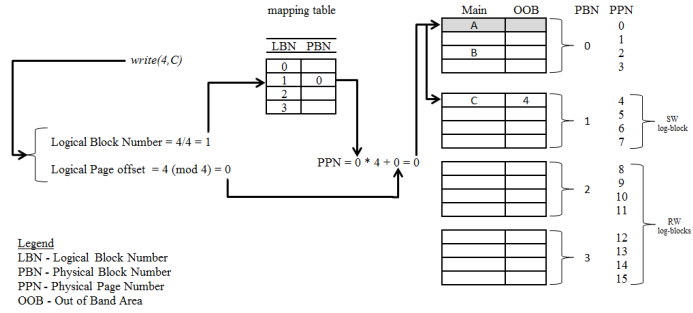 mapping table
Main OOB PBN PPN
write(4,C)
LBN PBN
0
1 0
2
3
A
B
0
0
1
2
3
C 4
1
4
5
6
7
SW
log-block
Logical Block Number = 4/4 = 1
Logical Page offset = 4 (mod 4) = 0
PPN = 0 * 4 + 0 = 0
2
8
9
10
11
RW
log-blocks
3
12
13
14
15
Legend
LBN - Logical Block Number
PBN - Physical Block Number
PPN - Physical Page Number
OOB - Out of Band Area